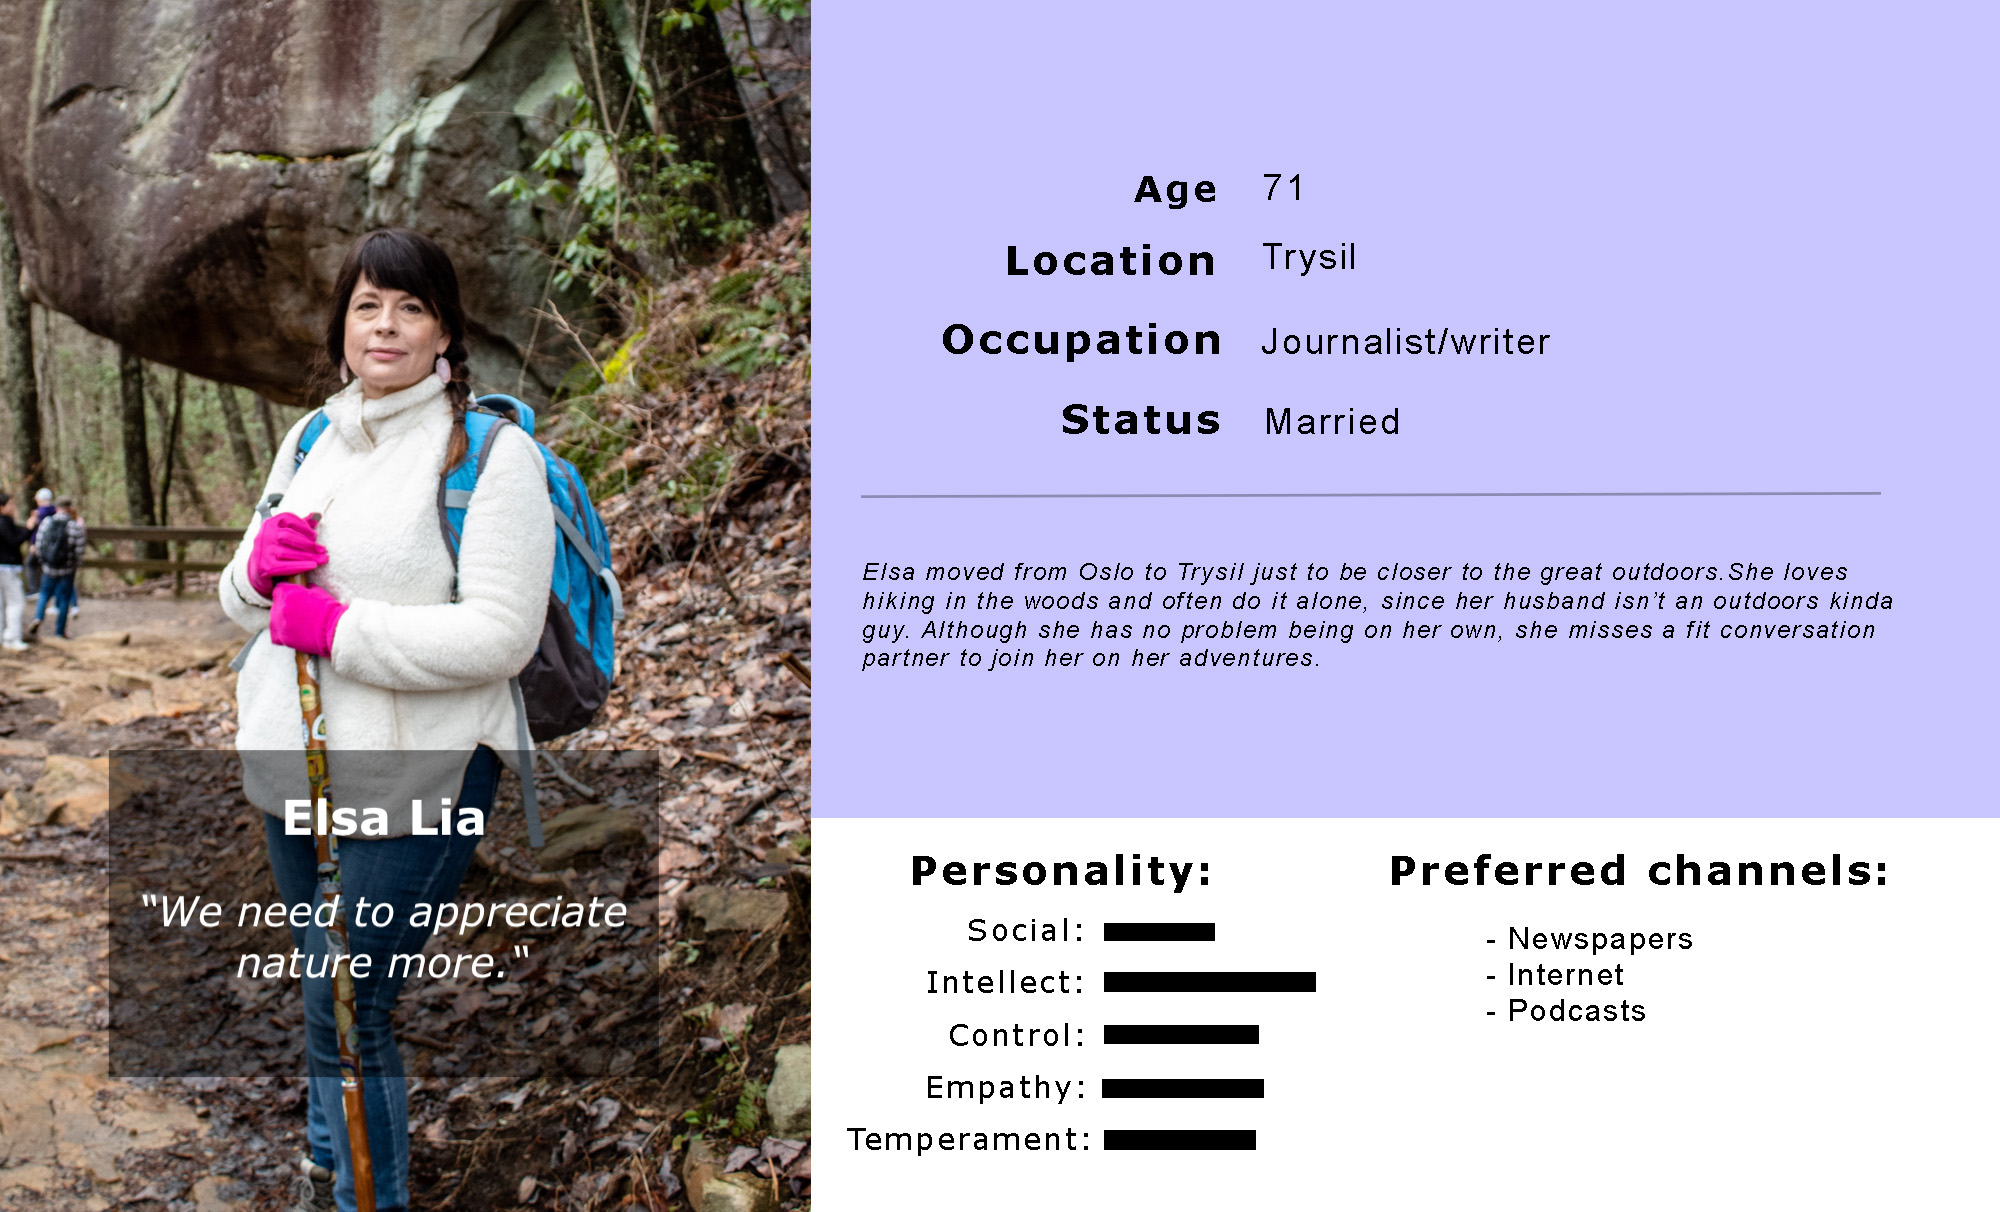 Elsa Lia
“We need to appreciate
nature more.“
Age 71
Location Trysil
Occupation Journalist/writer
Status Married
Elsa moved from Oslo to Trysil just to be closer to the great outdoors.She loves
hiking in the woods and often do it alone, since her husband isn’t an outdoors kinda
guy. Although she has no problem being on her own, she misses a fit conversation
partner to join her on her adventures.
Personality:
Social:
Intellect:
Control:
Empathy:
Temperament:
Preferred channels:
- Newspapers
- Internet
- Podcasts